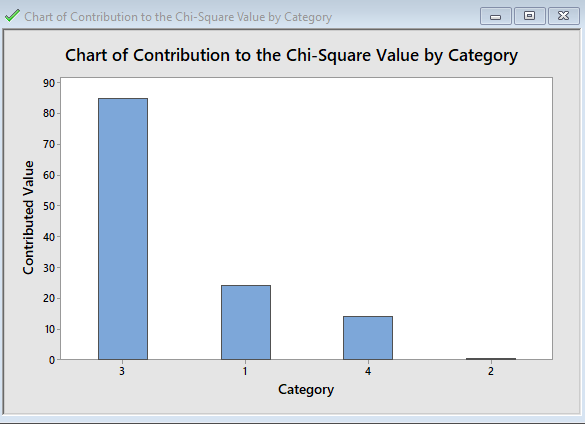 Chart of Contribution to the Chi-Square Value by Category
Chart of Contribution to the Chi-Square Value by Category
Contributed Value
90
80
70
60
50
40
30
20
10
0
3 1 4 2
Category